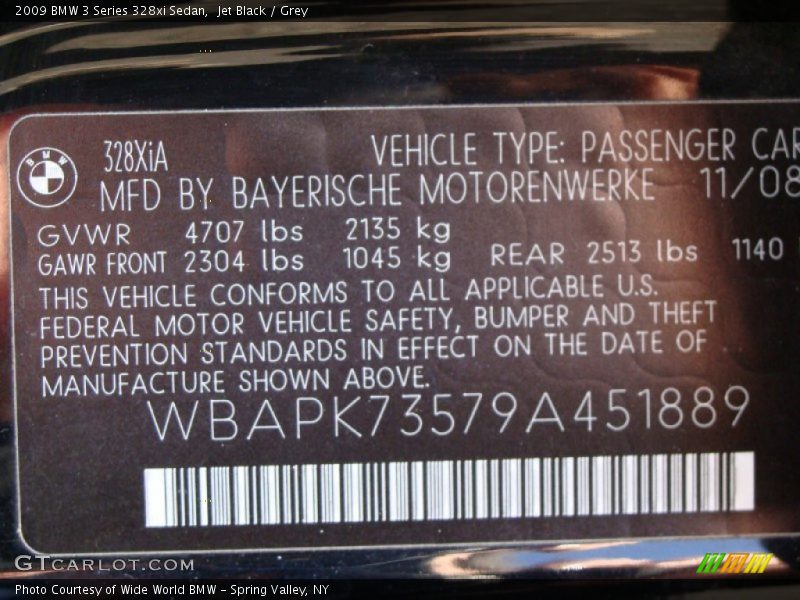 2009 BMW 3 Series 328xi Sedan,  Jet Black / Grey
BMW
328XiA VEHICLE TYPE: PASSENGER CAR
MFD BY BAYERISCHE MOTORENWERKE 11/08
GVWR 4707 lbs 2135 kg
GAWR FRONT 2304 lbs 1045 kg REAR 2513 lbs 1140
THIS VEHICLE CONFORMS TO ALL APPLICABLE U.S.
FEDERAL MOTOR VEHICLE SAFETY, BUMPER AND THEFT
PREVENTION STANDARDS IN EFFECT ON THE DATE OF
MANUFACTURE SHOWN ABOVE.
WBAPK73579A451889
GTCARLOT.COM
Photo Courtesy of Wide World BMW – Spring Valley, NY